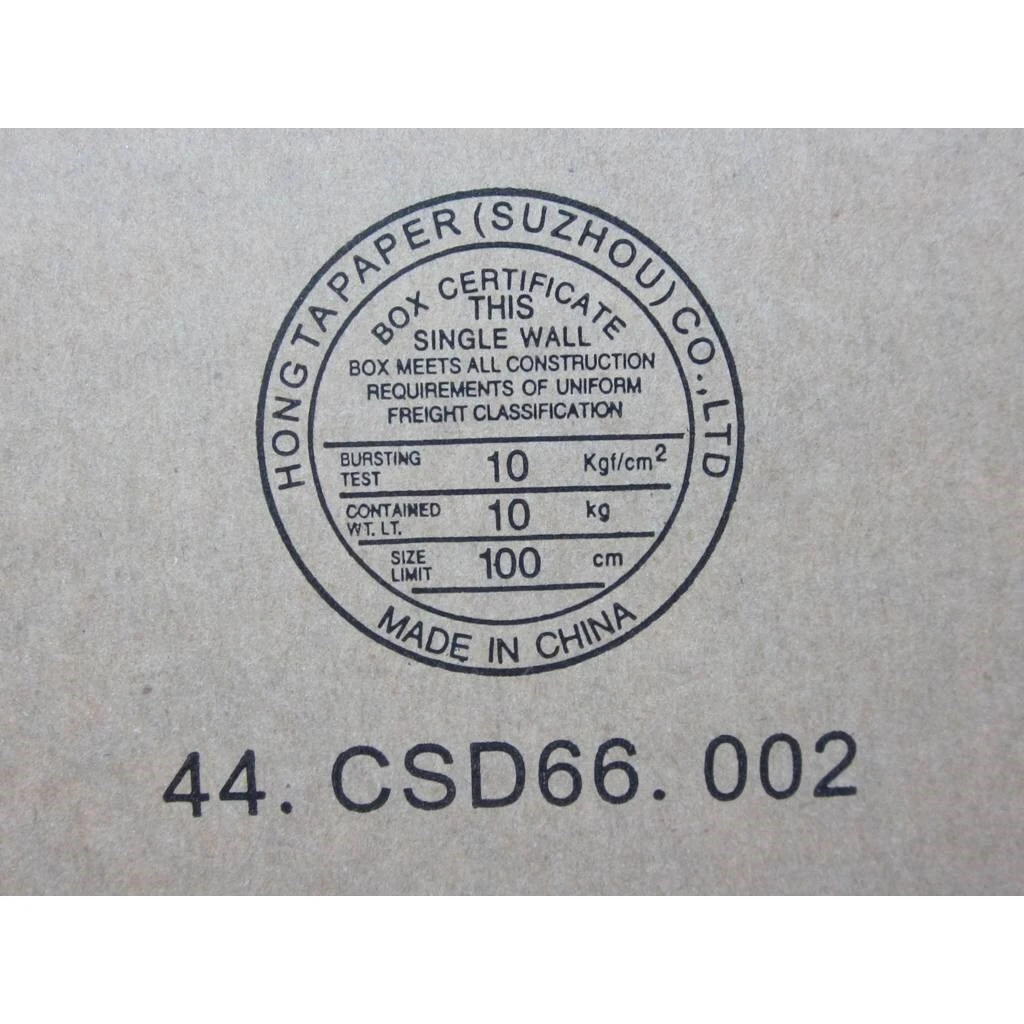 HONGTA PAPER (SUZHOU) CO.,LTD
BOX CERTIFICATE
THIS
SINGLE WALL
BOX MEETS ALL CONSTRUCTION
REQUIREMENTS OF UNIFORM
FREIGHT CLASSIFICATION
BURSTING TEST 10 Kgf/cm²
CONTAINED WT. LT. 10 kg
SIZE LIMIT 100 cm
MADE IN CHINA
44. CSD66. 002